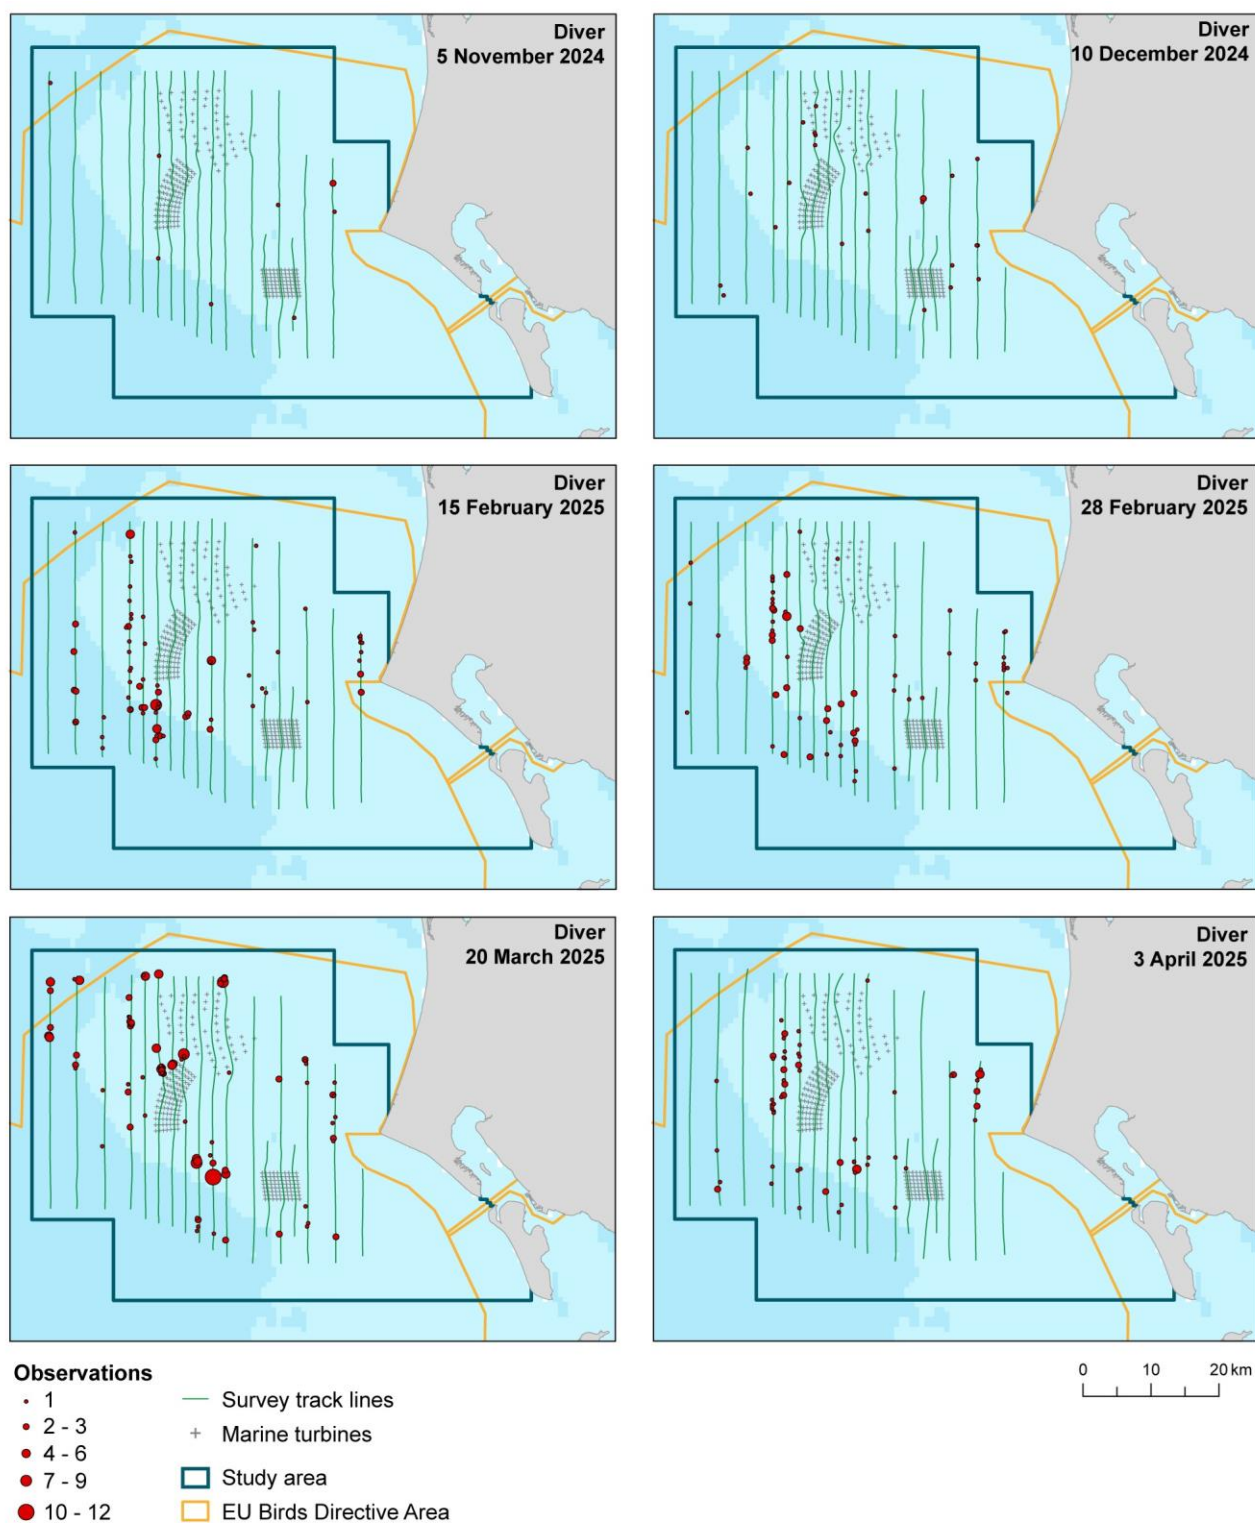 Diver
5 November 2024
Diver
10 December 2024
Diver
15 February 2025
Diver
28 February 2025
Diver
20 March 2025
Diver
3 April 2025
Observations
1
2 - 3
4 - 6
7 - 9
10 - 12
Survey track lines
Marine turbines
Study area
EU Birds Directive Area
0 10 20 km